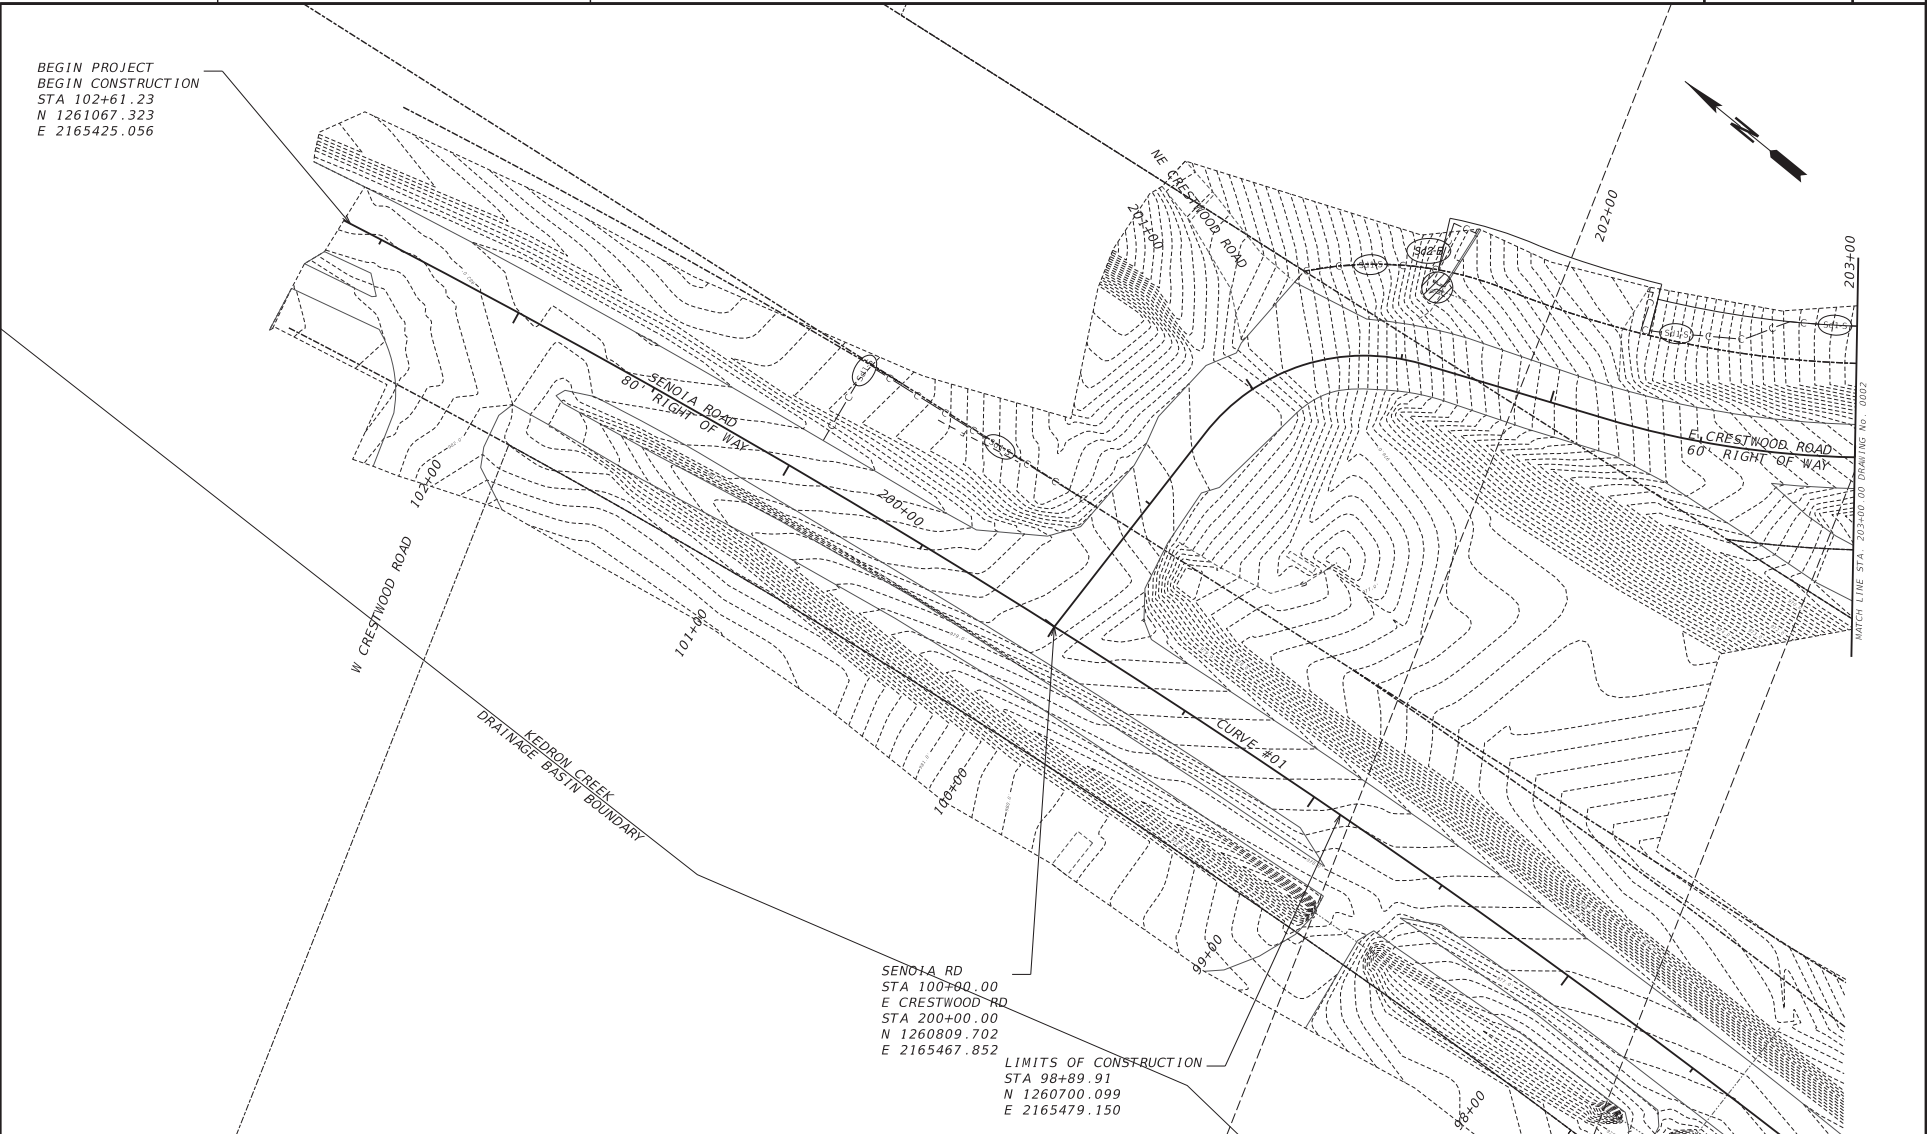 BEGIN PROJECT
BEGIN CONSTRUCTION
STA 102+61.23
N 1261067.323
E 2165425.056
N
NE CRESTWOOD ROAD
201+00
202+00
203+00
Sd2-B
Sd1-S
Sd1-S
Sd1-S
SENOIA ROAD
80' RIGHT OF WAY
E CRESTWOOD ROAD
60' RIGHT OF WAY
MATCH LINE STA. 203+00.00 DRAWING No. 0002
200+00
102+00
W CRESTWOOD ROAD
101+00
100+00
CURVE #01
KEDRON CREEK
DRAINAGE BASIN BOUNDARY
99+00
98+00
SENOIA RD
STA 100+00.00
E CRESTWOOD RD
STA 200+00.00
N 1260809.702
E 2165467.852
LIMITS OF CONSTRUCTION
STA 98+89.91
N 1260700.099
E 2165479.150